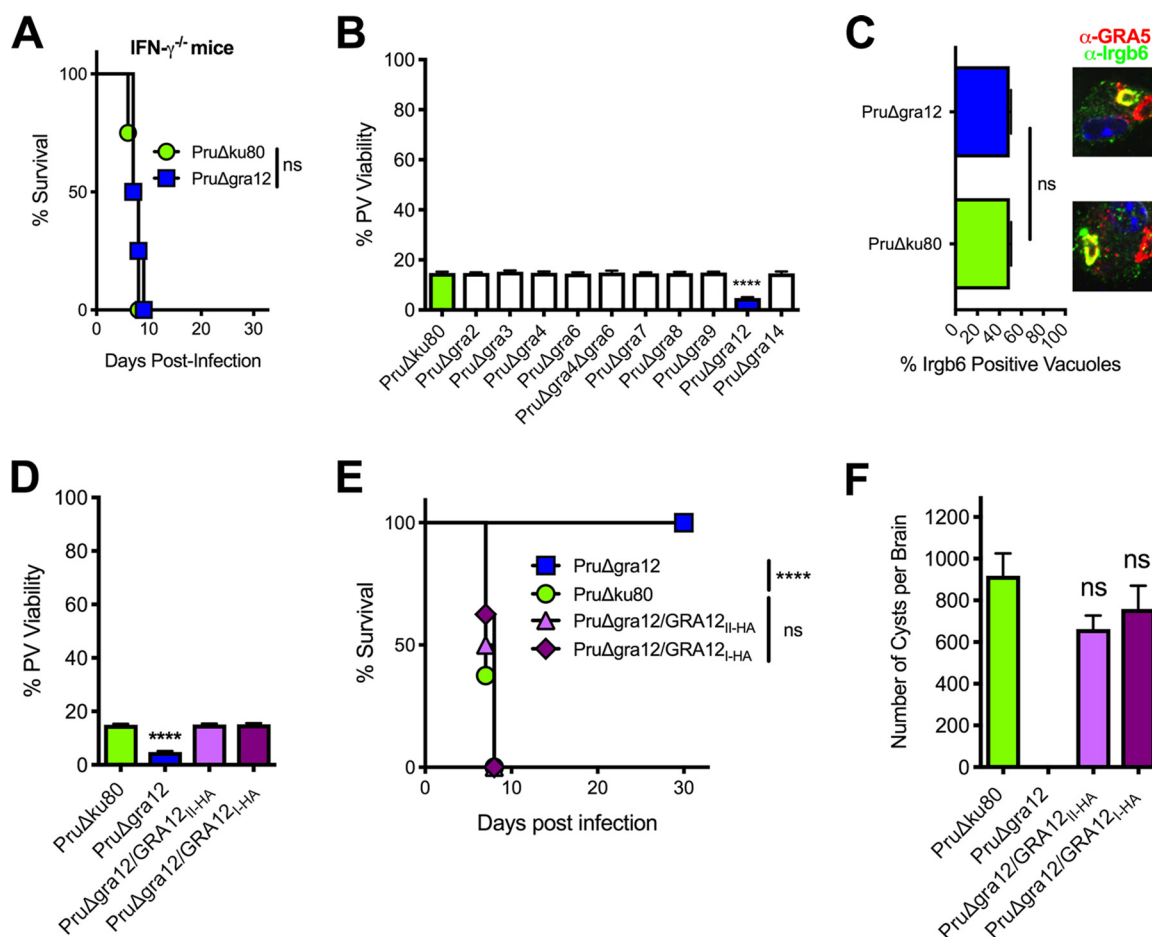 A
IFN-γ-/- mice
% Survival
100
50
0
0 10 20 30
Days Post-Infection
PruΔku80
PruΔgra12
ns
B
% PV Viability
100
80
60
40
20
0
****
PruΔku80
PruΔgra2
PruΔgra3
PruΔgra4
PruΔgra6
PruΔgra4Δgra6
PruΔgra7
PruΔgra8
PruΔgra9
PruΔgra12
PruΔgra14
C
α-GRA5
α-Irgb6
PruΔgra12
PruΔku80
ns
0 20 40 60 80 100
% Irgb6 Positive Vacuoles
D
% PV Viability
100
80
60
40
20
0
****
PruΔku80
PruΔgra12
PruΔgra12/GRA12II-HA
PruΔgra12/GRA12I-HA
E
% Survival
100
50
0
0 10 20 30
Days post infection
PruΔgra12
PruΔku80
PruΔgra12/GRA12II-HA
PruΔgra12/GRA12I-HA
****
ns
F
Number of Cysts per Brain
1200
1000
800
600
400
200
0
ns
ns
PruΔku80
PruΔgra12
PruΔgra12/GRA12II-HA
PruΔgra12/GRA12I-HA